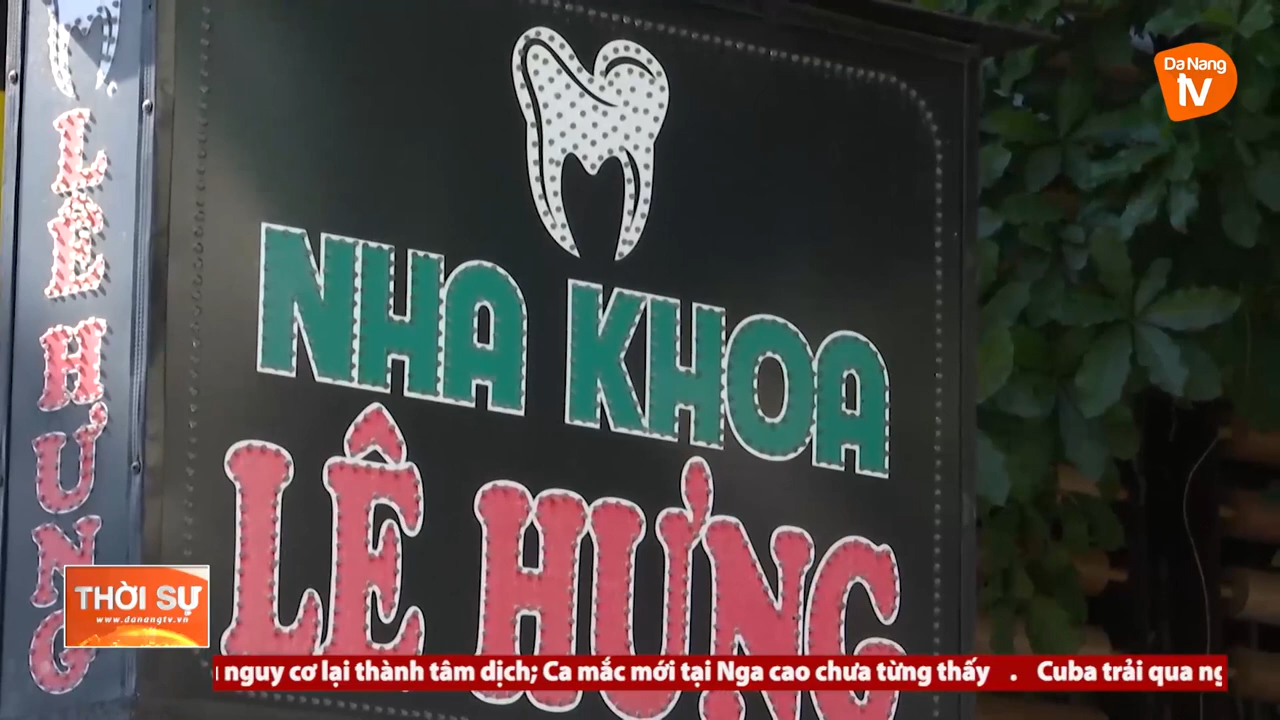 Da Nang
tv
LÊ HƯNG
NHA KHOA
LÊ HƯNG
THỜI SỰ
www.danangtv.vn
nguy cơ lại thành tâm dịch; Ca mắc mới tại Nga cao chưa từng thấy . Cuba trải qua